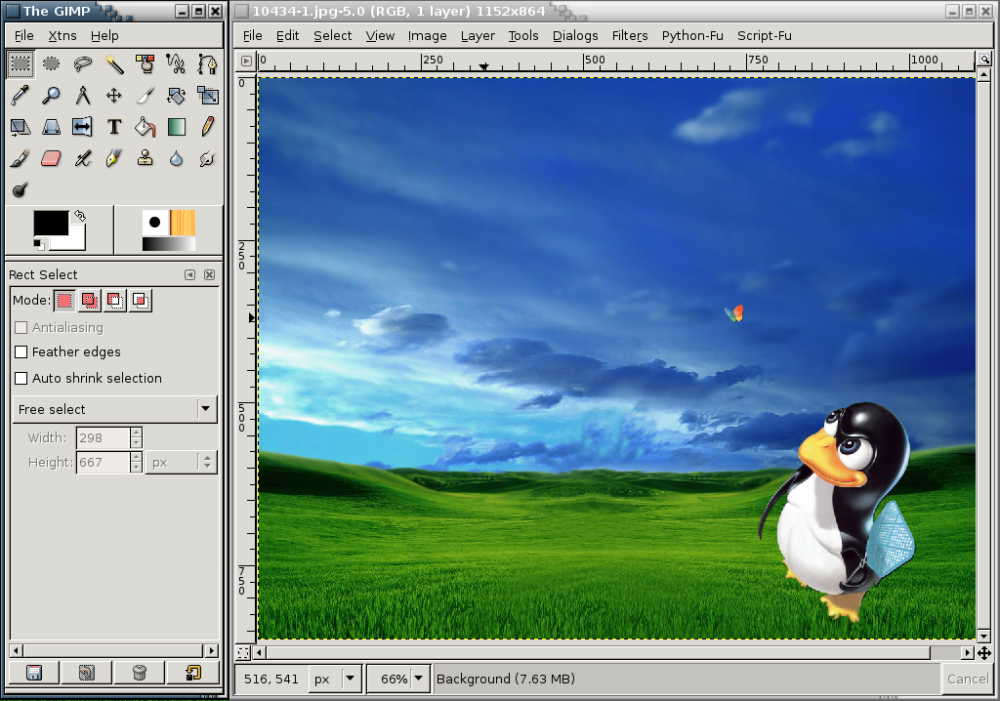 The GIMP
File Xtns Help
T
Rect Select
Mode:
Antialiasing
Feather edges
Auto shrink selection
Free select
Width: 298
Height: 667 px
10434-1.jpg-5.0 (RGB, 1 layer) 1152x864
File Edit Select View Image Layer Tools Dialogs Filters Python-Fu Script-Fu
0 250 500 750 1000
0
250
500
750
516, 541 px 66% Background (7.63 MB) Cancel